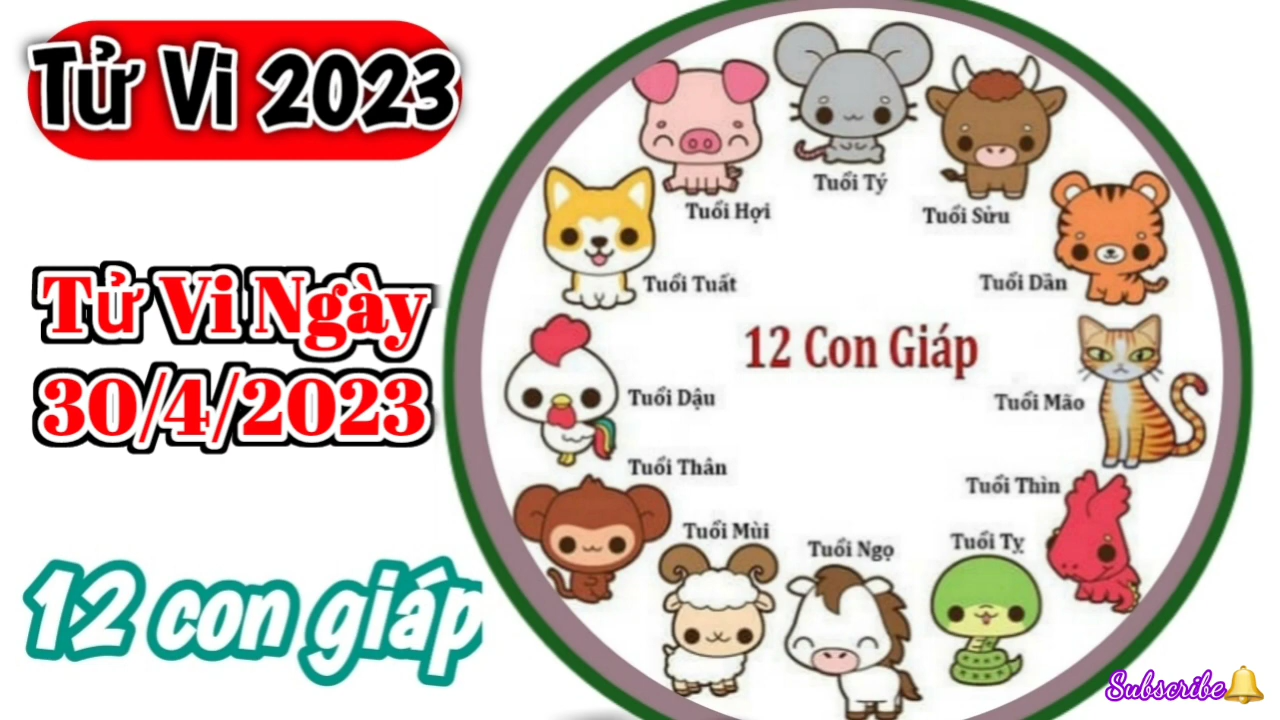 Tử Vi 2023
Tử Vi Ngày
30/4/2023
12 con giáp
Tuổi Tý
Tuổi Sửu
Tuổi Dần
Tuổi Mão
Tuổi Thìn
Tuổi Tỵ
Tuổi Ngọ
Tuổi Mùi
Tuổi Thân
Tuổi Dậu
Tuổi Tuất
Tuổi Hợi
12 Con Giáp
Subscribe